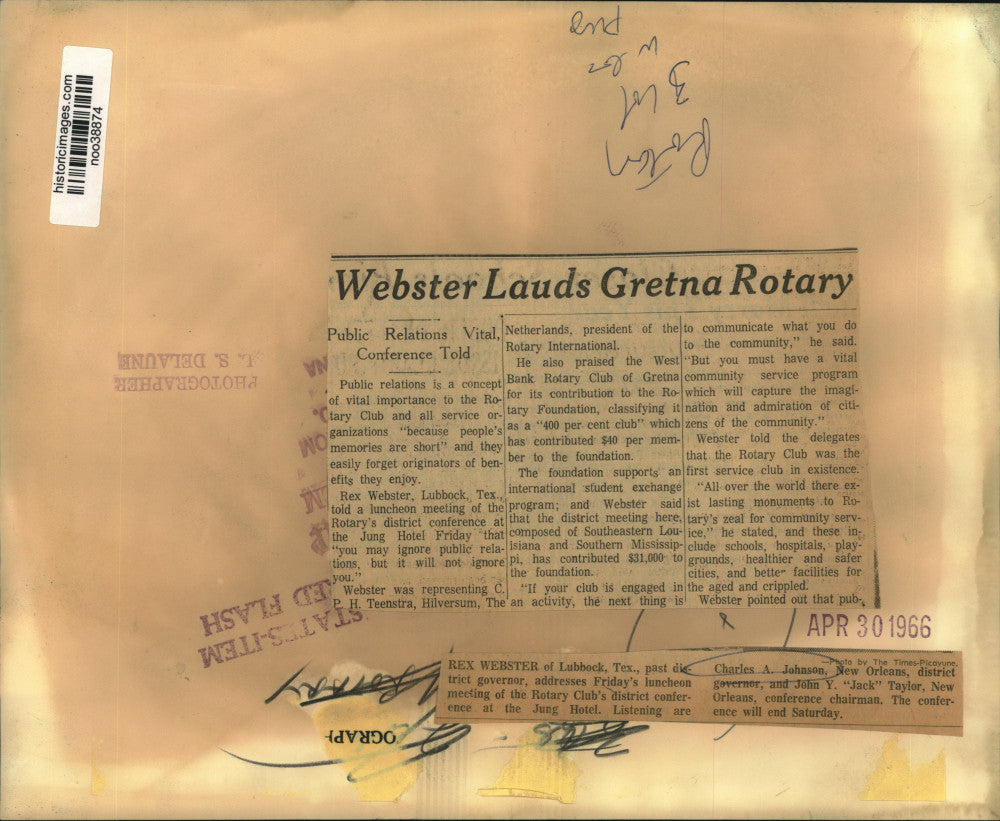 historicimages.com
noo38874
3 Col
Webster Lauds Gretna Rotary
Public Relations Vital,
Conference Told
Public relations is a concept
of vital importance to the Ro-
tary Club and all service or-
ganizations "because people's
memories are short" and they
easily forget originators of ben-
efits they enjoy.
Rex Webster, Lubbock, Tex.,
told a luncheon meeting of the
Rotary's district conference at
the Jung Hotel Friday that
"you may ignore public rela-
tions, but it will not ignore
you."
Webster was representing C.
P. H. Teenstra, Hilversum, The
Netherlands, president of the
Rotary International.
He also praised the West
Bank Rotary Club of Gretna
for its contribution to the Ro-
tary Foundation, classifying it
as a "400 per cent club" which
has contributed $40 per mem-
ber to the foundation.
The foundation supports an
international student exchange
program; and Webster said
that the district meeting here,
composed of Southeastern Lou-
isiana and Southern Mississip-
pi, has contributed $31,000 to
the foundation.
"If your club is engaged in
an activity, the next thing is
to communicate what you do
to the community," he said.
"But you must have a vital
community service program
which will capture the imagi-
nation and admiration of citi-
zens of the community."
Webster told the delegates
that the Rotary Club was the
first service club in existence.
"All over the world there ex-
ist lasting monuments to Ro-
tary's zeal for community serv-
ice," he stated, and these in-
clude schools, hospitals, play-
grounds, healthier and safer
cities, and better facilities for
the aged and crippled.
Webster pointed out that pub-
PHOTOGRAPHER
J. S. DELAUNE
STATES-ITEM
RED FLASH
APR 30 1966
—Photo by The Times-Picayune.
REX WEBSTER of Lubbock, Tex., past dis-
trict governor, addresses Friday's luncheon
meeting of the Rotary Club's district confer-
ence at the Jung Hotel. Listening are
Charles A. Johnson, New Orleans, district
governor, and John Y. "Jack" Taylor, New
Orleans, conference chairman. The confer-
ence will end Saturday.
OGRAPH